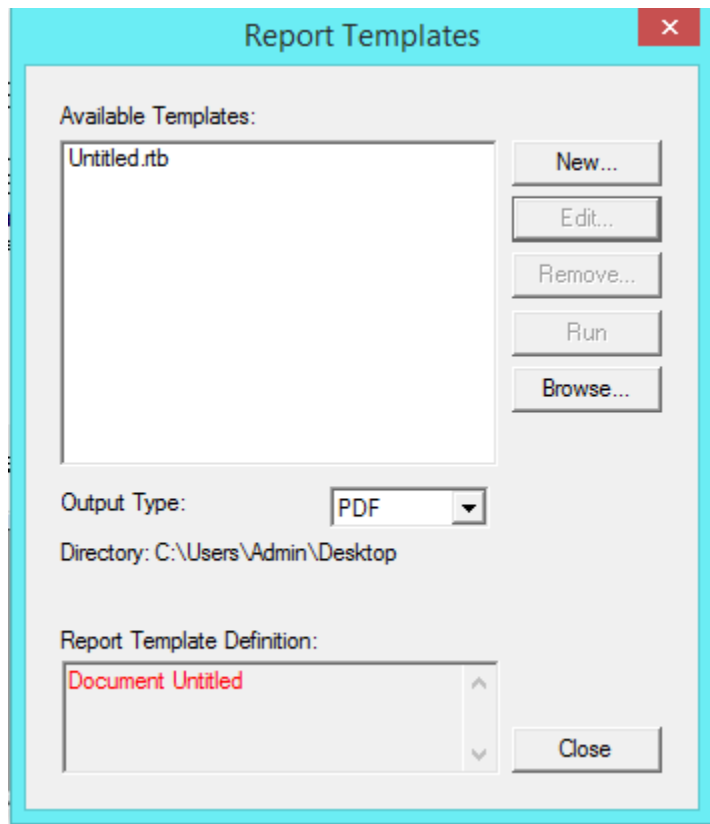 Report Templates
Available Templates:
Untitled.rtb
New...
Edit...
Remove...
Run
Browse...
Output Type:
PDF
Directory: C:\Users\Admin\Desktop
Report Template Definition:
Document Untitled
Close